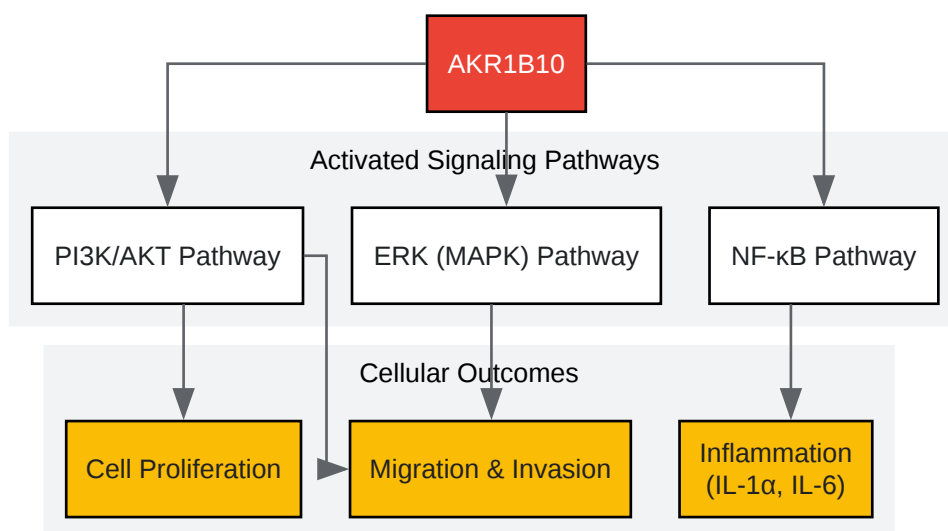 AKR1B10
Activated Signaling Pathways
PI3K/AKT Pathway
ERK (MAPK) Pathway
NF-κB Pathway
Cellular Outcomes
Cell Proliferation
Migration & Invasion
Inflammation
(IL-1α, IL-6)